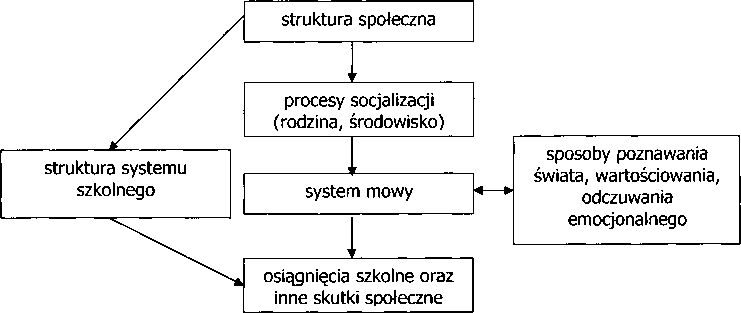 struktura społeczna
procesy socjalizacji
(rodzina, środowisko)
struktura systemu
szkolnego
system mowy
sposoby poznawania
świata, wartościowania,
odczuwania
emocjonalnego
osiągnięcia szkolne oraz
inne skutki społeczne